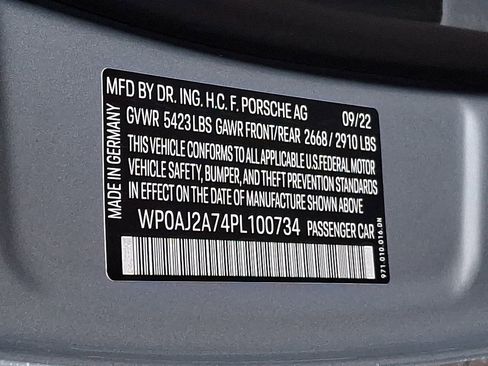 MFD BY DR. ING. H.C. F. PORSCHE AG 09/22
GVWR 5423 LBS GAWR FRONT/REAR 2668 / 2910 LBS
THIS VEHICLE CONFORMS TO ALL APPLICABLE U.S. FEDERAL MOTOR
VEHICLE SAFETY, BUMPER, AND THEFT PREVENTION STANDARDS
IN EFFECT ON THE DATE OF MANUFACTURE SHOWN ABOVE.
WP0AJ2A74PL100734 PASSENGER CAR
MADE IN GERMANY
971.010.016.DN